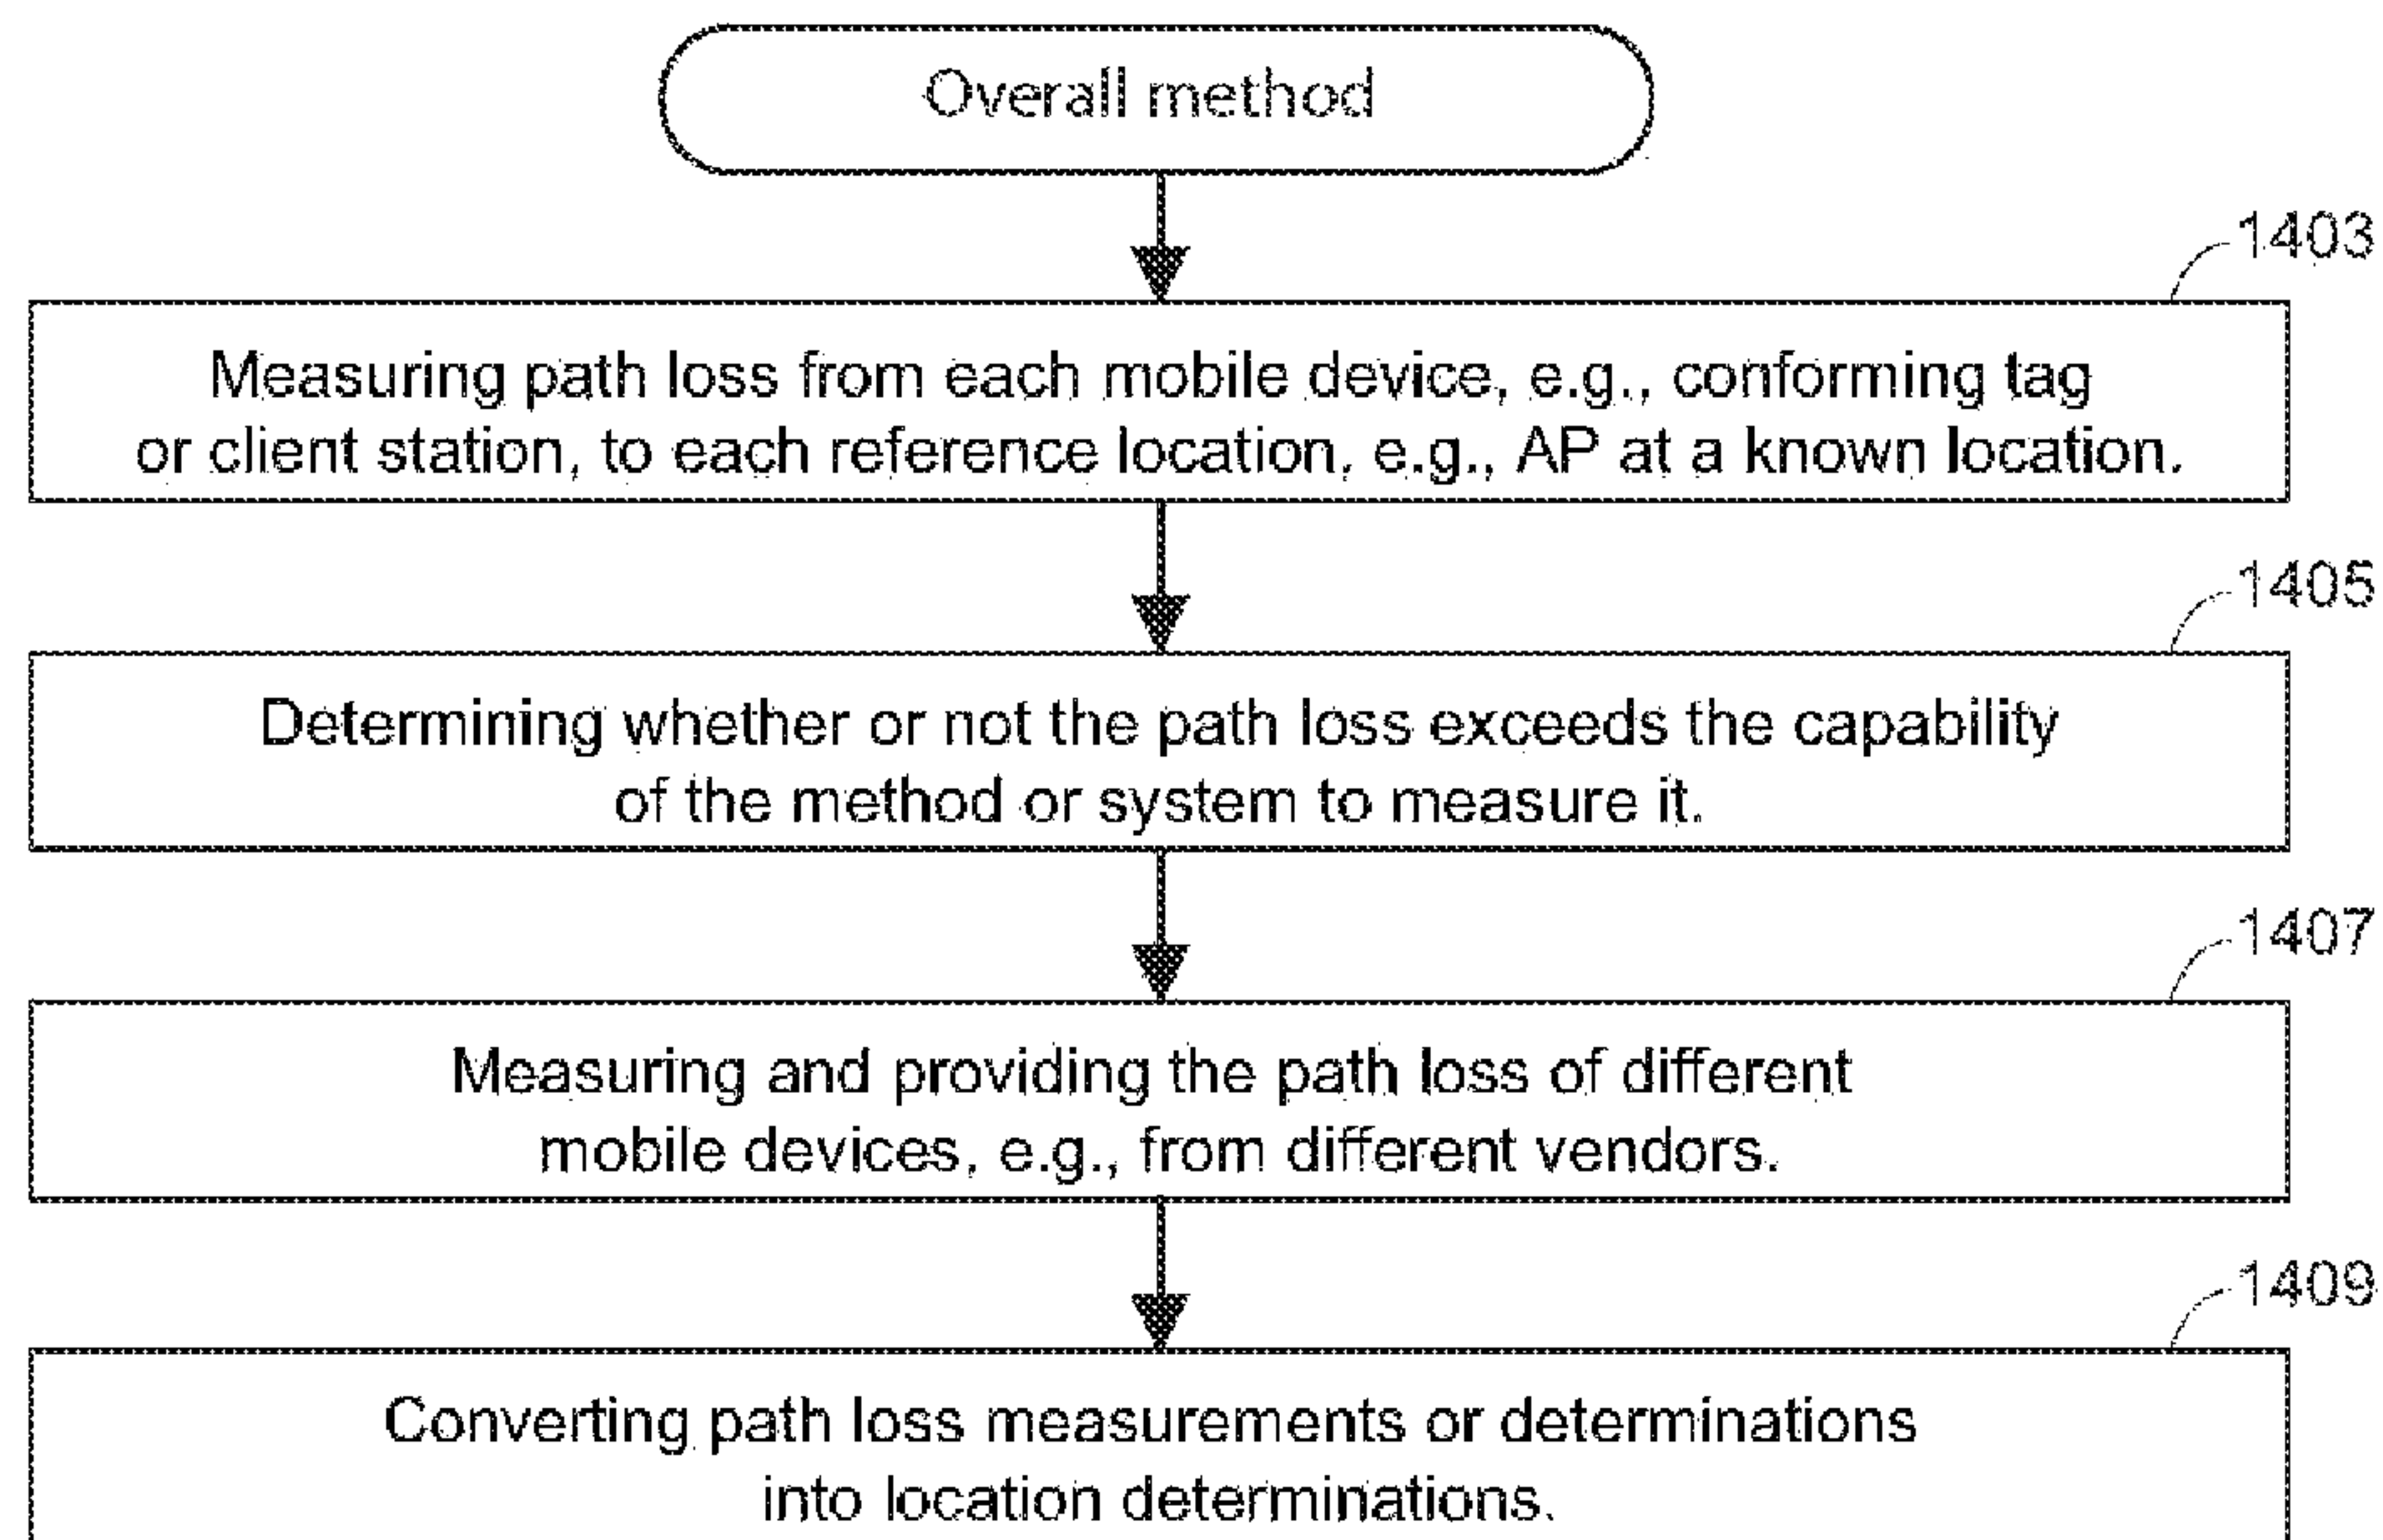 Overall method
1403
Measuring path loss from each mobile device, e.g., conforming tag
or client station, to each reference location, e.g., AP at a known location.
1405
Determining whether or not the path loss exceeds the capability
of the method or system to measure it.
1407
Measuring and providing the path loss of different
mobile devices, e.g., from different vendors.
1409
Converting path loss measurements or determinations
into location determinations.